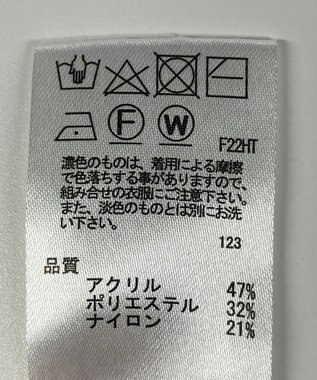 F W F22HT
濃色のものは、着用による摩擦
で色落ちする事がありますので、
組み合せの衣服にご注意下さい。
また、淡色のものとは別にお洗
い下さい。
123
品質
アクリル 47%
ポリエステル 32%
ナイロン 21%